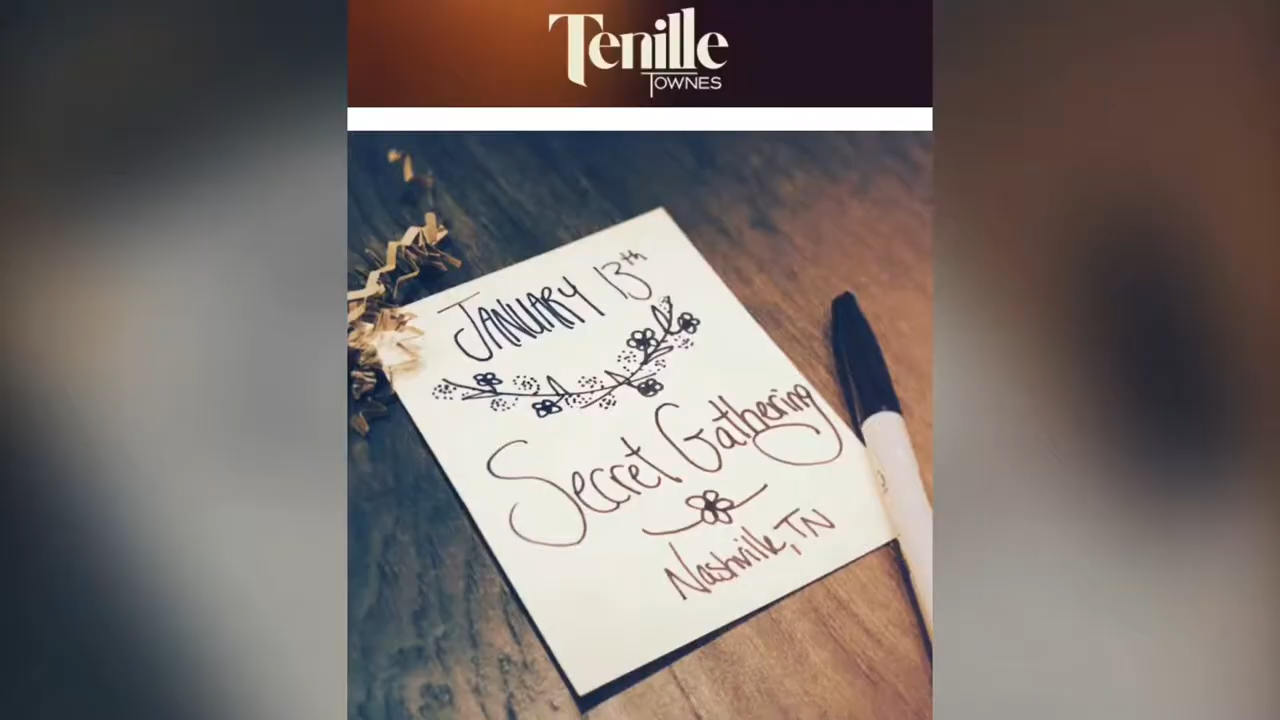 Tenille
TOWNES
JANUARY 13th
Secret Gathering
Nashville, TN